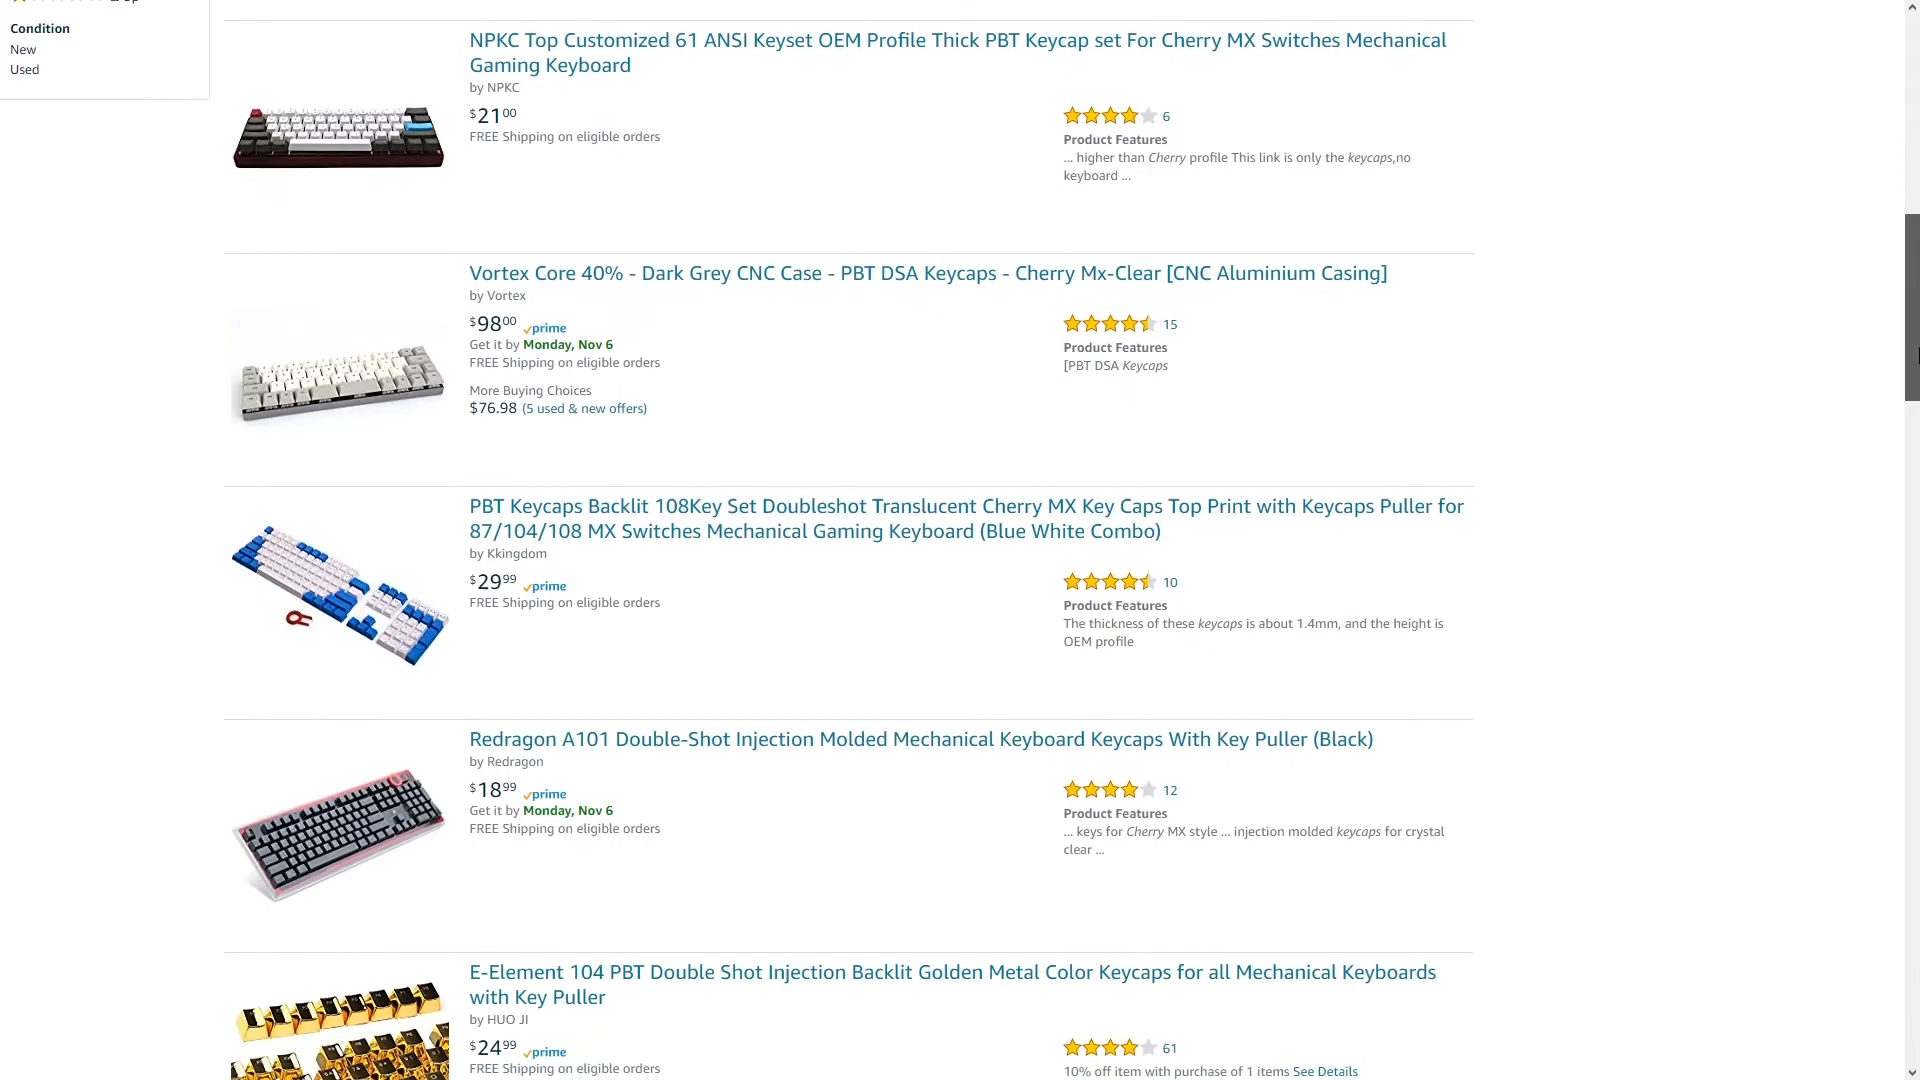 Condition
New
Used
NPKC Top Customized 61 ANSI Keyset OEM Profile Thick PBT Keycap set For Cherry MX Switches Mechanical
Gaming Keyboard
by NPKC
$21 00
FREE Shipping on eligible orders
6
Product Features
... higher than Cherry profile This link is only the keycaps,no
keyboard ...
Vortex Core 40% - Dark Grey CNC Case - PBT DSA Keycaps - Cherry Mx-Clear [CNC Aluminium Casing]
by Vortex
$98 00 prime
Get it by Monday, Nov 6
FREE Shipping on eligible orders
More Buying Choices
$76.98 (5 used & new offers)
15
Product Features
[PBT DSA Keycaps
PBT Keycaps Backlit 108Key Set Doubleshot Translucent Cherry MX Key Caps Top Print with Keycaps Puller for
87/104/108 MX Switches Mechanical Gaming Keyboard (Blue White Combo)
by Kkingdom
$29 99 prime
FREE Shipping on eligible orders
10
Product Features
The thickness of these keycaps is about 1.4mm, and the height is
OEM profile
Redragon A101 Double-Shot Injection Molded Mechanical Keyboard Keycaps With Key Puller (Black)
by Redragon
$18 99 prime
Get it by Monday, Nov 6
FREE Shipping on eligible orders
12
Product Features
... keys for Cherry MX style ... injection molded keycaps for crystal
clear ...
E-Element 104 PBT Double Shot Injection Backlit Golden Metal Color Keycaps for all Mechanical Keyboards
with Key Puller
by HUO JI
$24 99 prime
FREE Shipping on eligible orders
61
10% off item with purchase of 1 items See Details